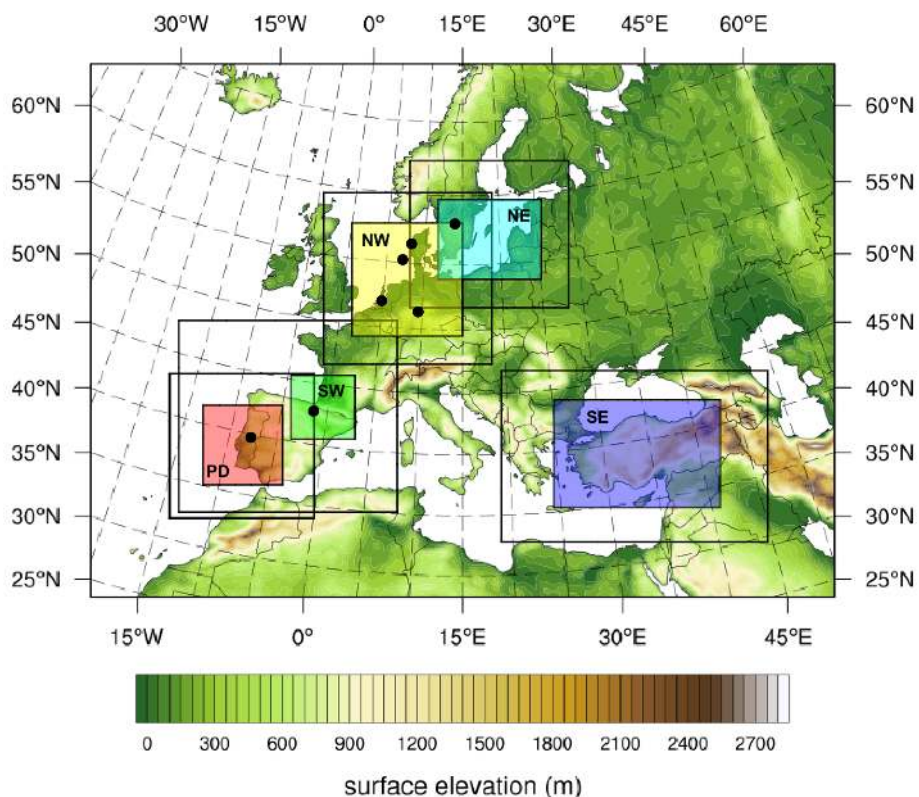 30°W 15°W 0° 15°E 30°E 45°E 60°E
60°N 60°N
55°N 55°N
NE
50°N NW 50°N
45°N 45°N
40°N SW 40°N
SE
35°N PD 35°N
30°N 30°N
25°N 25°N
15°W 0° 15°E 30°E 45°E
0 300 600 900 1200 1500 1800 2100 2400 2700
surface elevation (m)